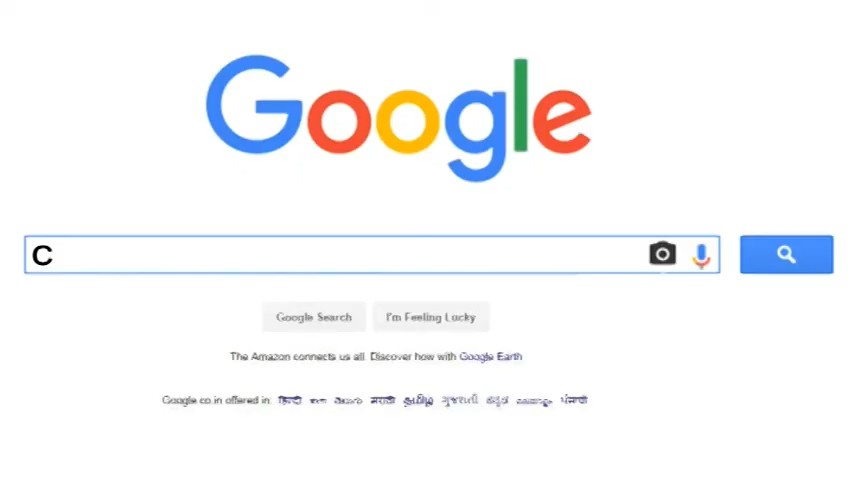 Google
C
Google Search I'm Feeling Lucky
The Amazon connects us all. Discover how with Google Earth
Google.co.in offered in: हिन्दी বাংলা తెలుగు मराठी தமிழ் ગુજરાતી ಕನ್ನಡ മലയാളം ਪੰਜਾਬੀ